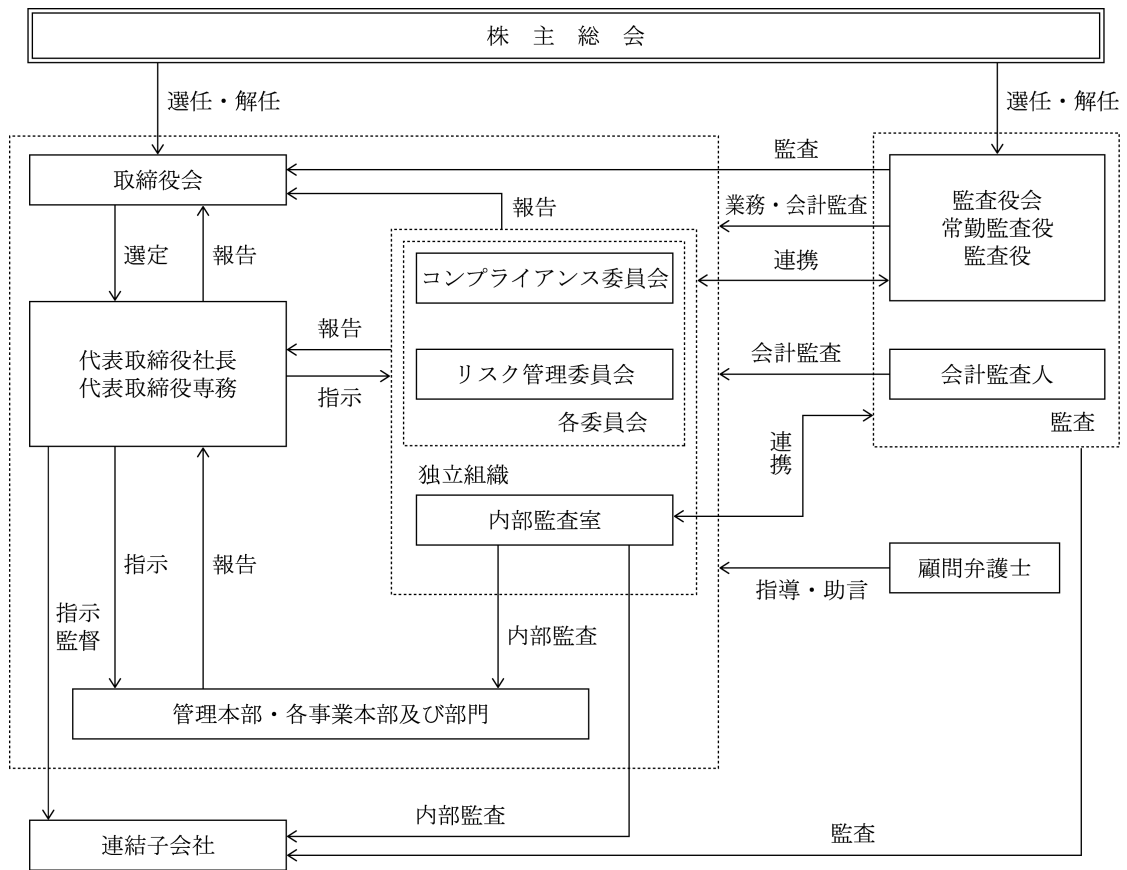 株 主 総 会
選任・解任
選任・解任
監査
取締役会
監査役会
常勤監査役
監査役
報告
業務・会計監査
選定
報告
連携
コンプライアンス委員会
報告
代表取締役社長
代表取締役専務
指示
リスク管理委員会
各委員会
会計監査
会計監査人
監査
連携
独立組織
内部監査室
指示
報告
顧問弁護士
指導・助言
指示
監督
内部監査
管理本部・各事業本部及び部門
内部監査
連結子会社
監査